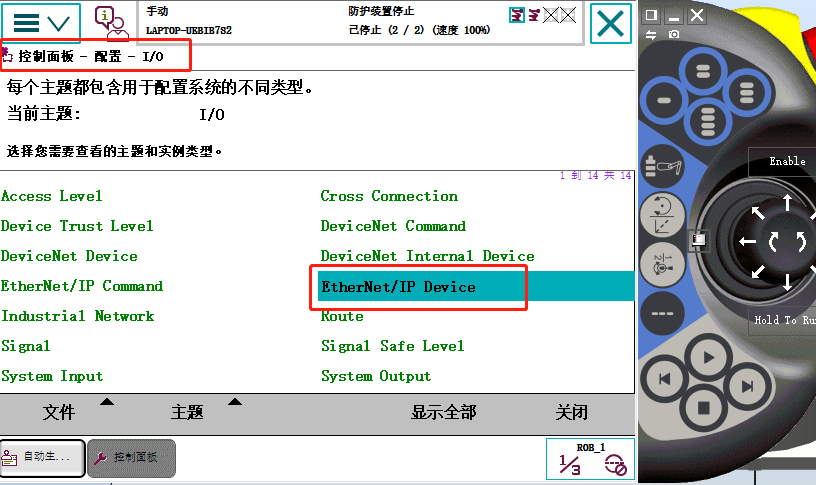 手动
防护装置停止
LAPTOP-UEBIB7S2
已停止 (2 / 2) (速度 100%)
控制面板 - 配置 - I/O
每个主题都包含用于配置系统的不同类型。
当前主题: I/O
选择您需要查看的主题和实例类型。
1 到 14 共 14
Access Level
Cross Connection
Device Trust Level
DeviceNet Command
DeviceNet Device
DeviceNet Internal Device
EtherNet/IP Command
EtherNet/IP Device
Industrial Network
Route
Signal
Signal Safe Level
System Input
System Output
文件
主题
显示全部
关闭
自动生...
控制面板
ROB_1
1/3
Enable
Hold To Ru